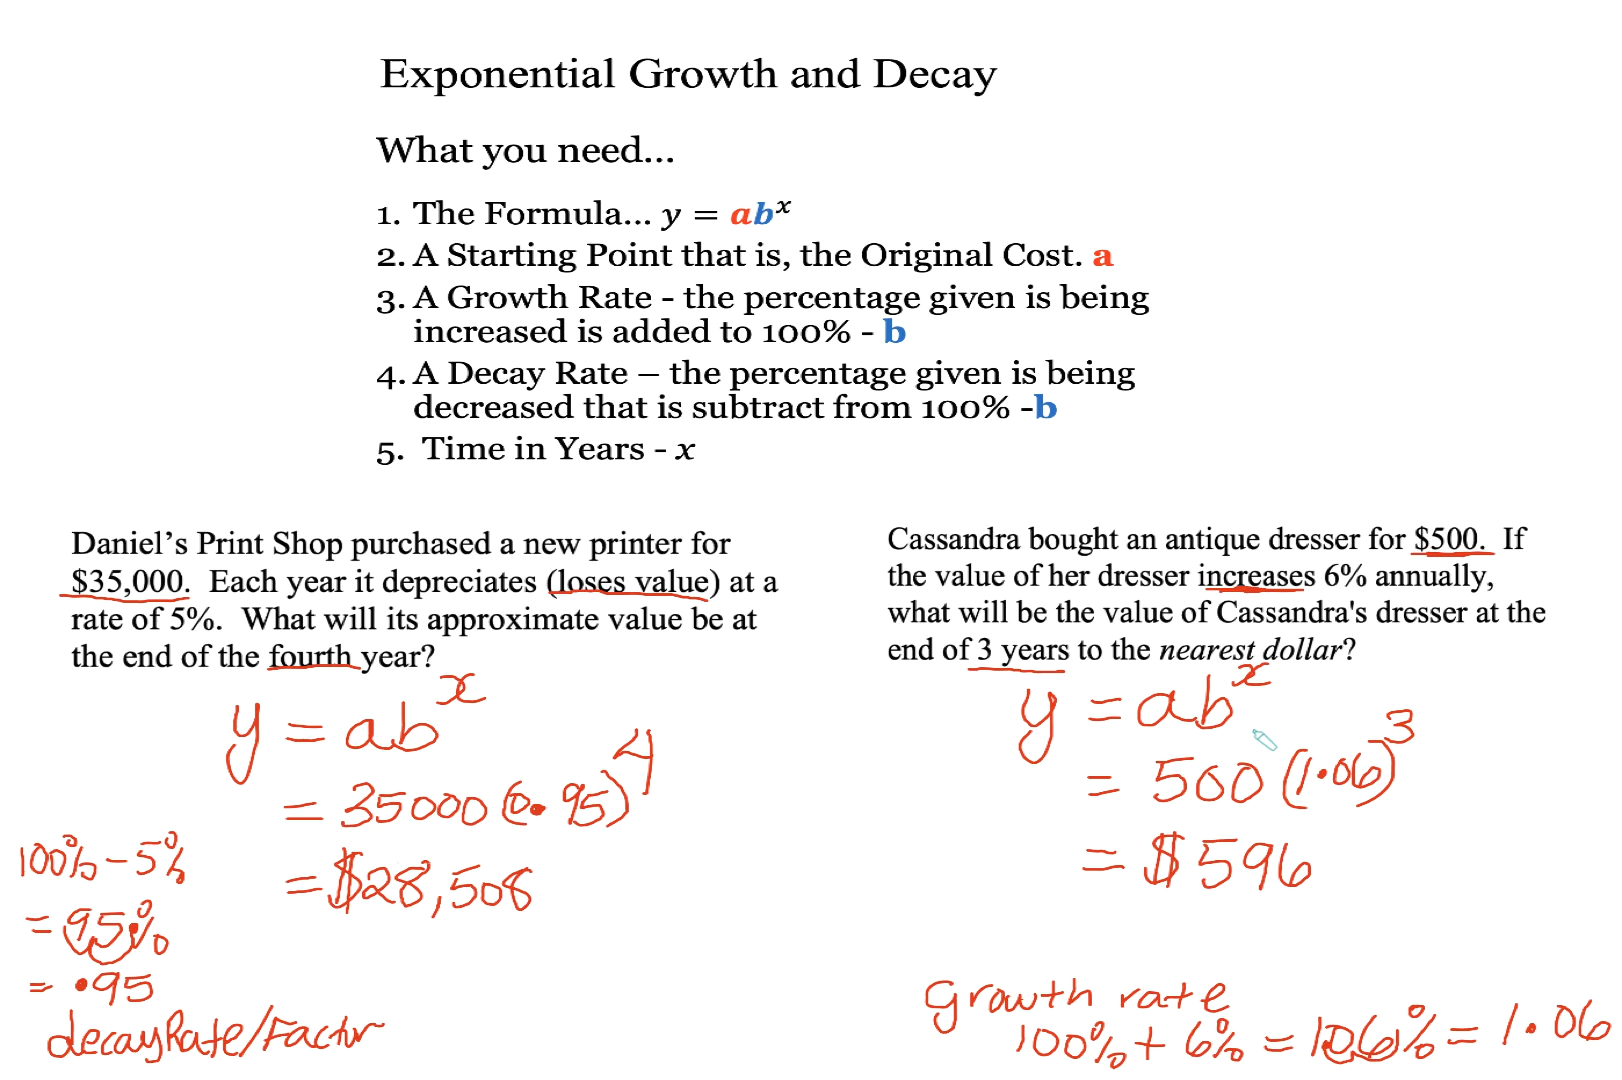 Exponential Growth and Decay
What you need...
1. The Formula... y = abˣ
2. A Starting Point that is, the Original Cost. a
3. A Growth Rate - the percentage given is being
increased is added to 100% - b
4. A Decay Rate – the percentage given is being
decreased that is subtract from 100% -b
5. Time in Years - x
Daniel's Print Shop purchased a new printer for
$35,000. Each year it depreciates (loses value) at a
rate of 5%. What will its approximate value be at
the end of the fourth year?
y = abˣ
= 35000(0.95)⁴
= $28,508
100% - 5%
= 95%
= .95
decay Rate/Factor
Cassandra bought an antique dresser for $500. If
the value of her dresser increases 6% annually,
what will be the value of Cassandra's dresser at the
end of 3 years to the nearest dollar?
y = abˣ
= 500(1.06)³
= $596
growth rate
100% + 6% = 106% = 1.06